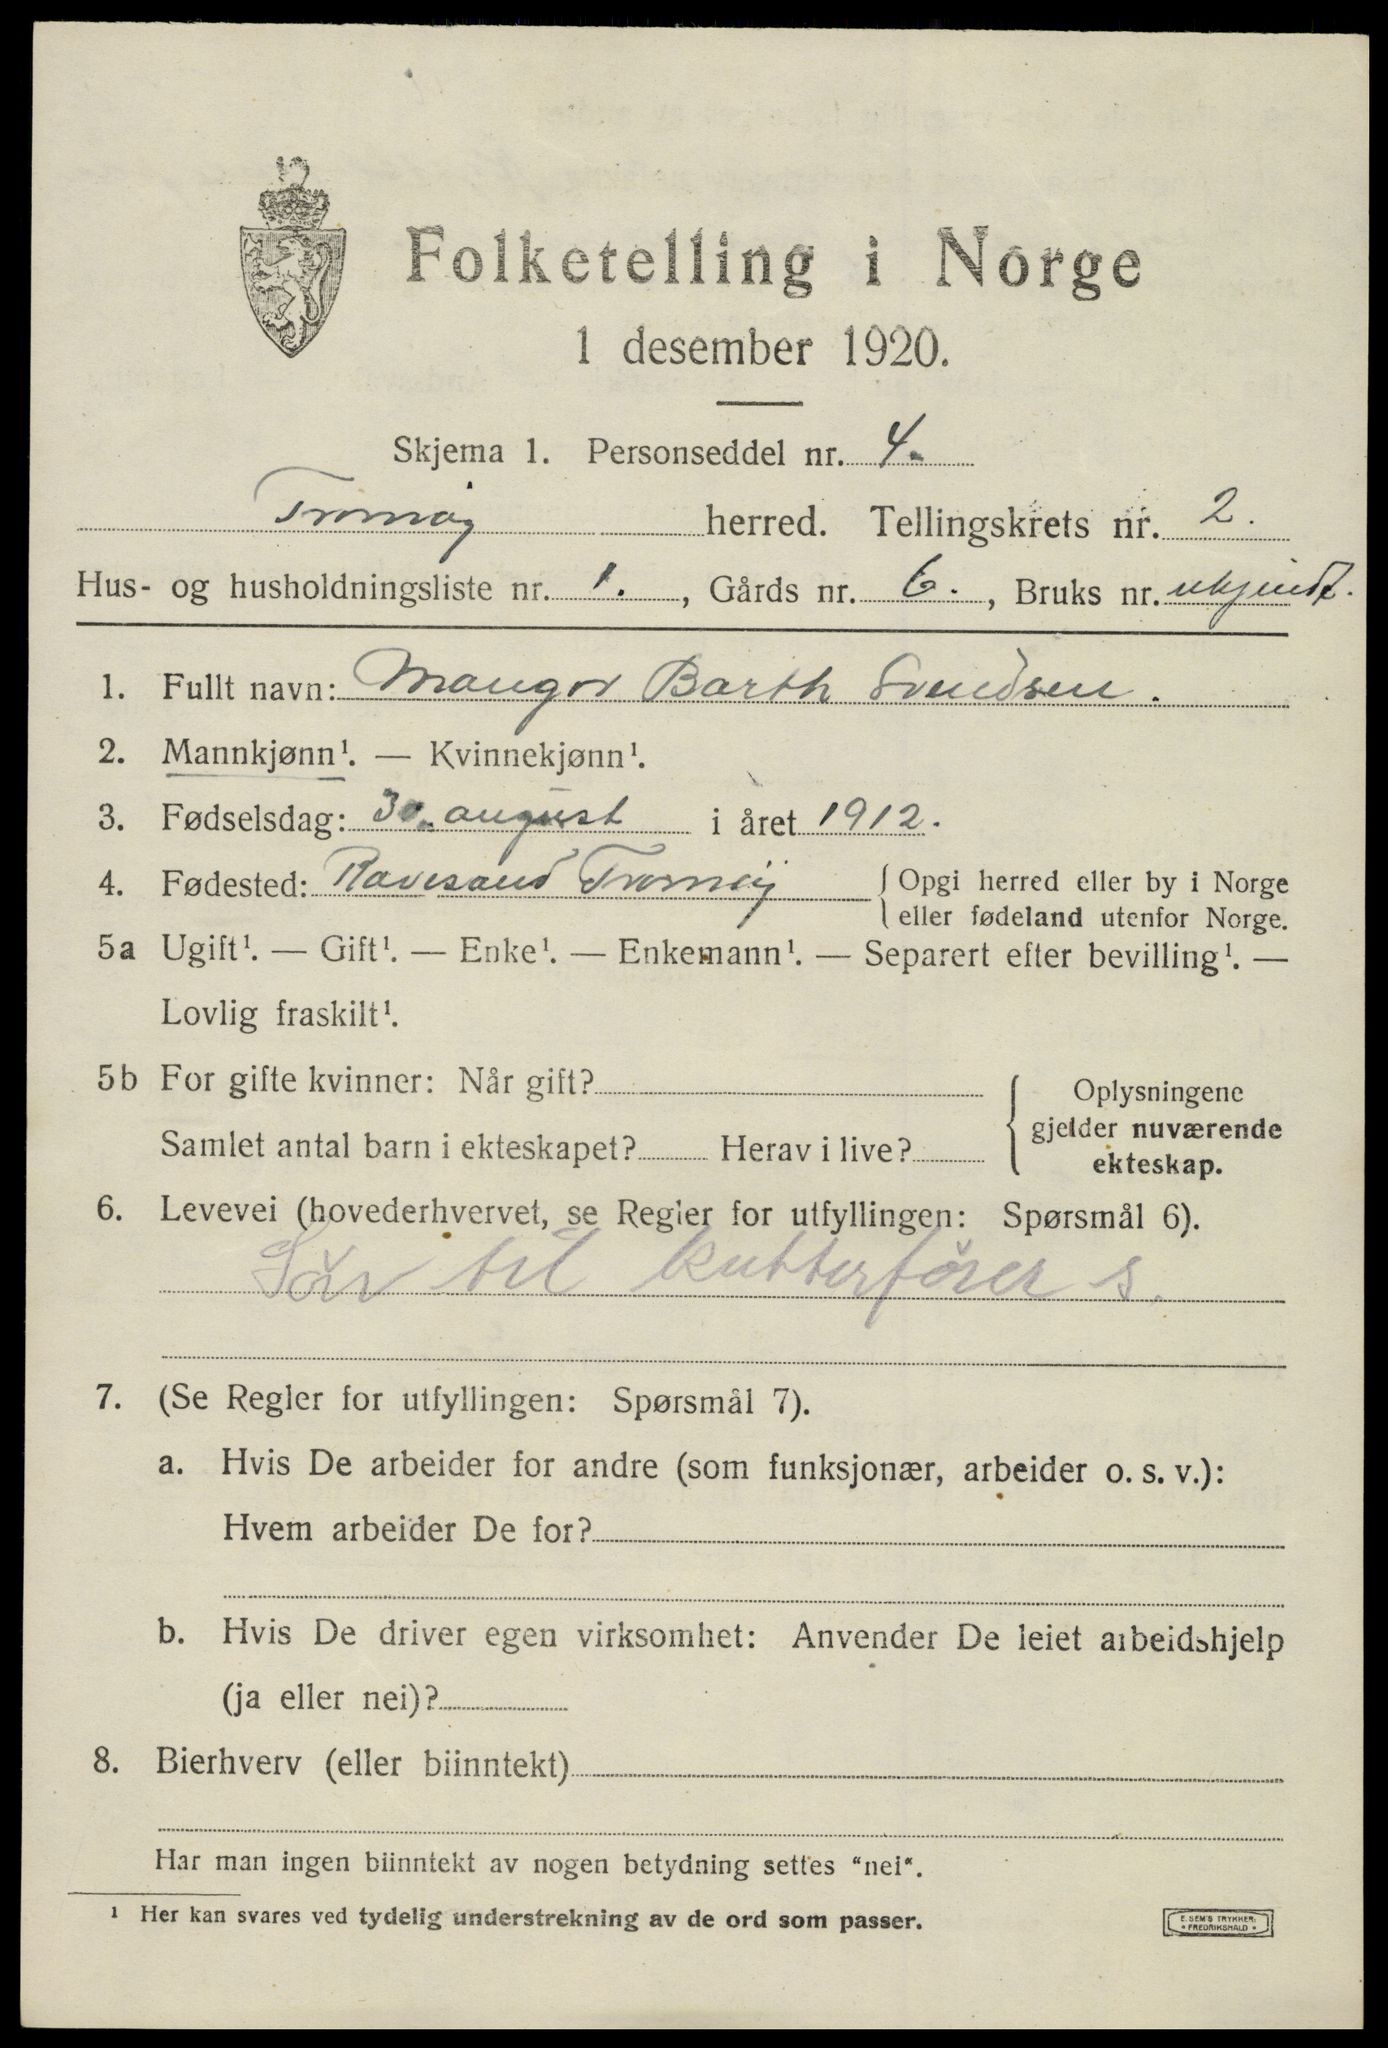 Folketelling i Norge
1 desember 1920.
Skjema 1. Personseddel nr. 4.
Tromøy herred. Tellingskrets nr. 2.
Hus- og husholdningsliste nr. 1., Gårds nr. 6., Bruks nr. ukjendt.
1. Fullt navn: Mangor Barth Svendsen.
2. Mannkjønn¹. — Kvinnekjønn¹.
3. Fødselsdag: 30. august i året 1912.
4. Fødested: Ravesand Tromøy { Opgi herred eller by i Norge
eller fødeland utenfor Norge.
5a Ugift¹. — Gift¹. — Enke¹. — Enkemann¹. — Separert efter bevilling¹. —
Lovlig fraskilt¹.
5b For gifte kvinner: Når gift? { Oplysningene
gjelder nuværende
Samlet antal barn i ekteskapet? Herav i live?
ekteskap.
6. Levevei (hovederhvervet, se Regler for utfyllingen: Spørsmål 6).
Søn til kutterfører s.
7. (Se Regler for utfyllingen: Spørsmål 7).
a. Hvis De arbeider for andre (som funksjonær, arbeider o. s. v.):
Hvem arbeider De for?
b. Hvis De driver egen virksomhet: Anvender De leiet arbeidshjelp
(ja eller nei)?
8. Bierhverv (eller biinntekt)
Har man ingen biinntekt av nogen betydning settes "nei".
¹ Her kan svares ved tydelig understrekning av de ord som passer.
E. SEM'S TRYKKERI
* FREDRIKSHALD *